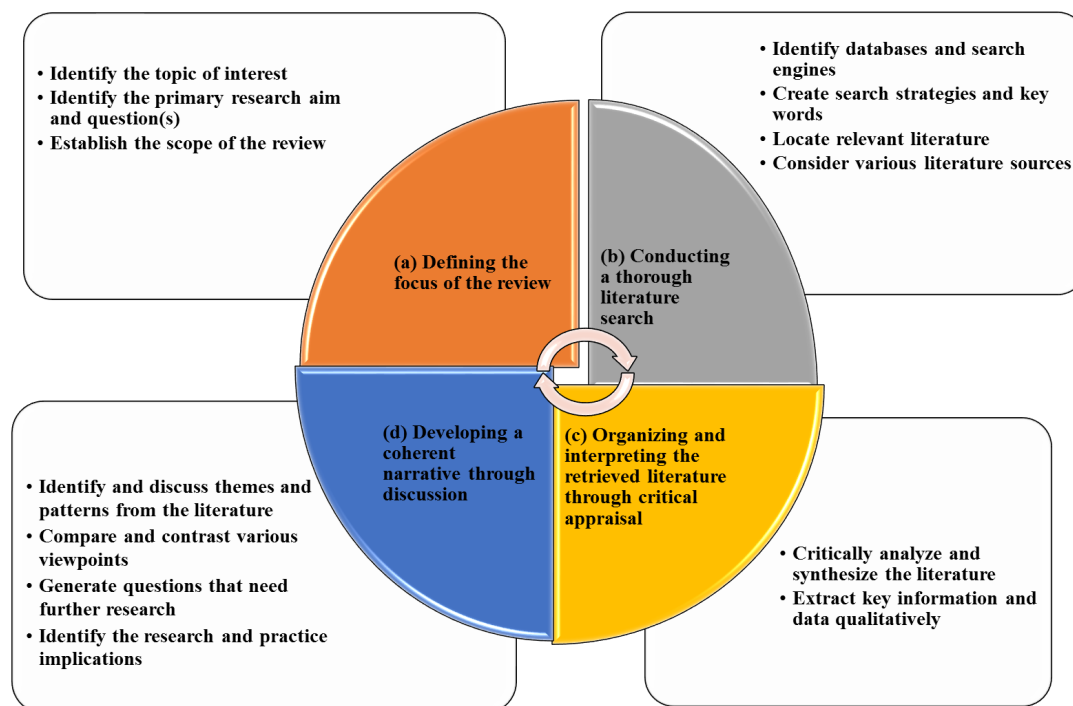 • Identify the topic of interest
• Identify the primary research aim
and question(s)
• Establish the scope of the review
• Identify databases and search
engines
• Create search strategies and key
words
• Locate relevant literature
• Consider various literature sources
(a) Defining the
focus of the review
(b) Conducting
a thorough
literature
search
(d) Developing a
coherent
narrative through
discussion
(c) Organizing and
interpreting the
retrieved literature
through critical
appraisal
• Identify and discuss themes and
patterns from the literature
• Compare and contrast various
viewpoints
• Generate questions that need
further research
• Identify the research and practice
implications
• Critically analyze and
synthesize the literature
• Extract key information and
data qualitatively